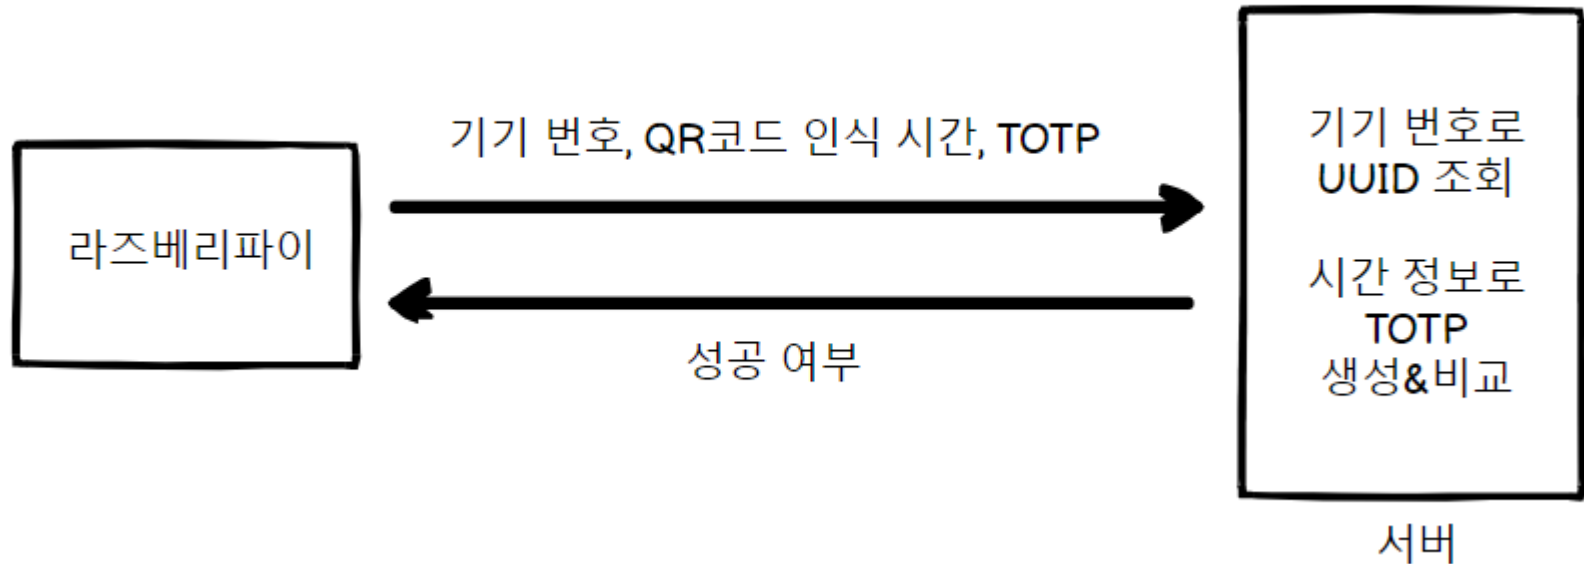 기기 번호, QR코드 인식 시간, TOTP
라즈베리파이
성공 여부
기기 번호로
UUID 조회
시간 정보로
TOTP
생성&비교
서버